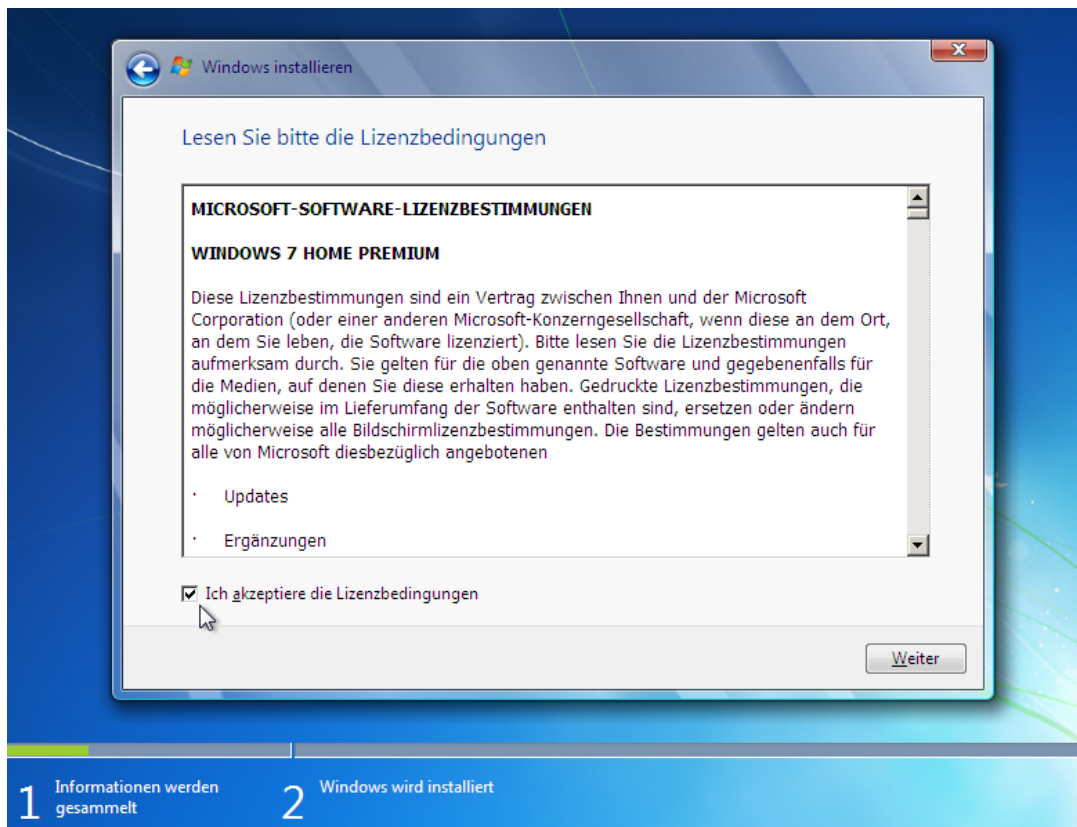 Windows installieren
Lesen Sie bitte die Lizenzbedingungen
MICROSOFT-SOFTWARE-LIZENZBESTIMMUNGEN
WINDOWS 7 HOME PREMIUM
Diese Lizenzbestimmungen sind ein Vertrag zwischen Ihnen und der Microsoft
Corporation (oder einer anderen Microsoft-Konzerngesellschaft, wenn diese an dem Ort,
an dem Sie leben, die Software lizenziert). Bitte lesen Sie die Lizenzbestimmungen
aufmerksam durch. Sie gelten für die oben genannte Software und gegebenenfalls für
die Medien, auf denen Sie diese erhalten haben. Gedruckte Lizenzbestimmungen, die
möglicherweise im Lieferumfang der Software enthalten sind, ersetzen oder ändern
möglicherweise alle Bildschirmlizenzbestimmungen. Die Bestimmungen gelten auch für
alle von Microsoft diesbezüglich angebotenen
· Updates
· Ergänzungen
Ich akzeptiere die Lizenzbedingungen
Weiter
1 Informationen werden
gesammelt
2 Windows wird installiert